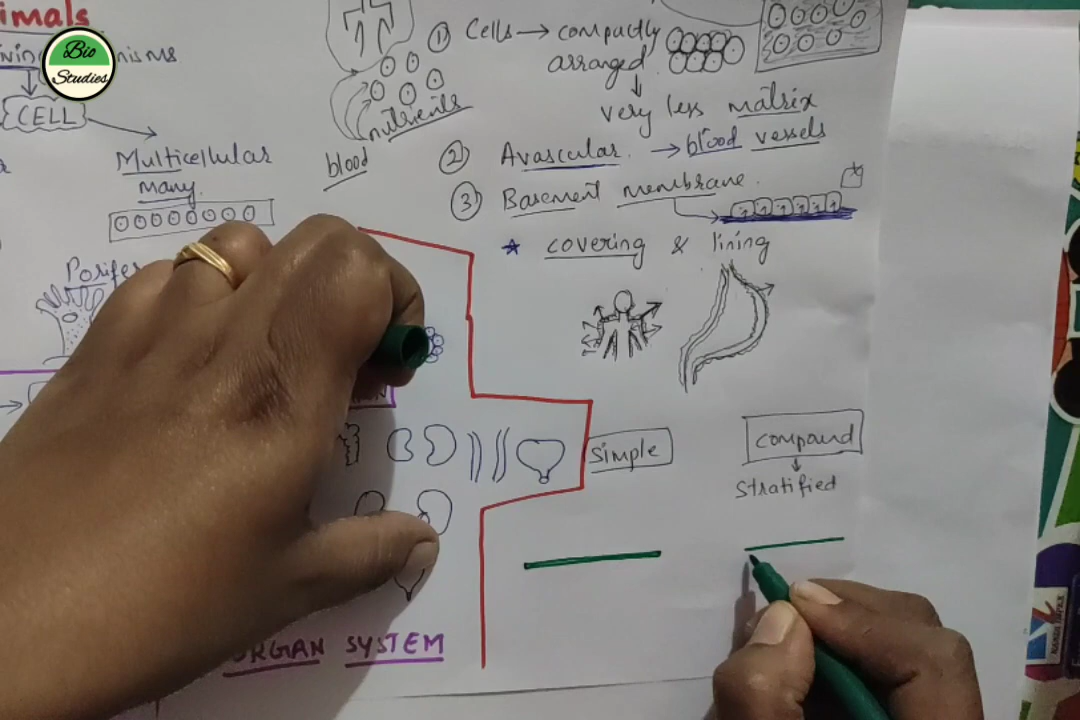 imals
Bio
Studies
nisms
CELL
Multicellular
many.
Porifer
ORGAN SYSTEM
nutrients
blood
① Cells → compactly
arranged
very less matrix
② Avascular. → blood vessels
③ Basement membrane.
* covering & lining
simple
compound
stratified